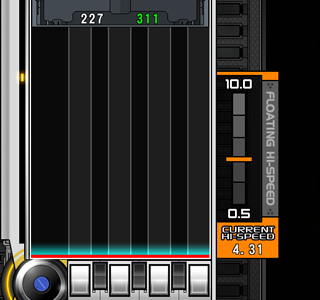 227 311
10.0
FLOATING HI-SPEED
0.5
CURRENT
HI-SPEED
4.31